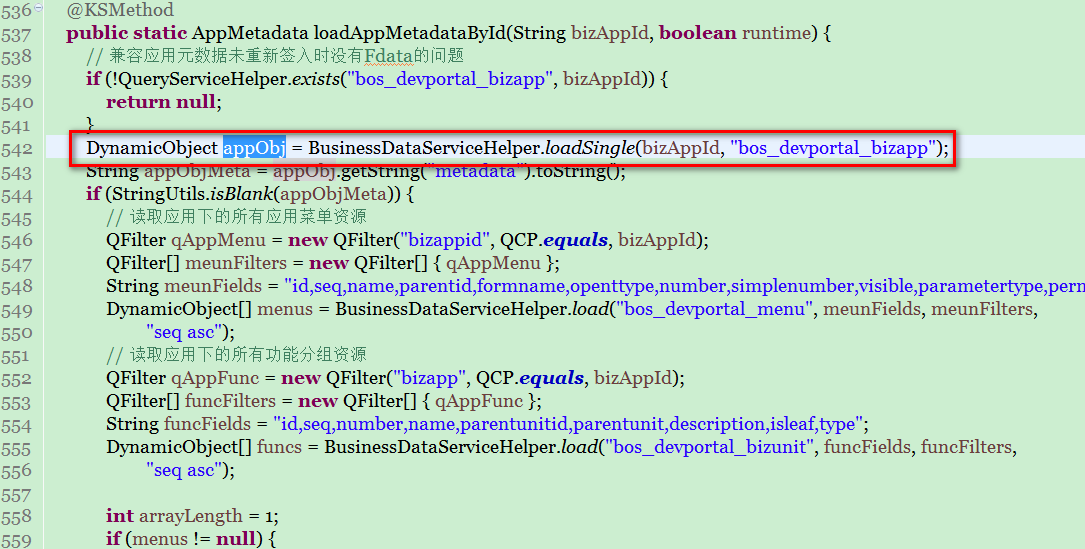 536 @KSMethod
537 public static AppMetadata loadAppMetadataById(String bizAppId, boolean runtime) {
538 // 兼容应用元数据未重新签入时没有Fdata的问题
539 if (!QueryServiceHelper.exists("bos_devportal_bizapp", bizAppId)) {
540 return null;
541 }
542 DynamicObject appObj = BusinessDataServiceHelper.loadSingle(bizAppId, "bos_devportal_bizapp");
543 String appObjMeta = appObj.getString("metadata").toString();
544 if (StringUtils.isBlank(appObjMeta)) {
545 // 读取应用下的所有应用菜单资源
546 QFilter qAppMenu = new QFilter("bizappid", QCP.equals, bizAppId);
547 QFilter[] meunFilters = new QFilter[] { qAppMenu };
548 String meunFields = "id,seq,name,parentid,formname,openttype,number,simplenumber,visible,parametertype,pern
549 DynamicObject[] menus = BusinessDataServiceHelper.load("bos_devportal_menu", meunFields, meunFilters,
550 "seq asc");
551 // 读取应用下的所有功能分组资源
552 QFilter qAppFunc = new QFilter("bizapp", QCP.equals, bizAppId);
553 QFilter[] funcFilters = new QFilter[] { qAppFunc };
554 String funcFields = "id,seq,number,name,parentunitid,parentunit,description,isleaf,type";
555 DynamicObject[] funcs = BusinessDataServiceHelper.load("bos_devportal_bizunit", funcFields, funcFilters,
556 "seq asc");
557
558 int arrayLength = 1;
559 if (menus != null) {